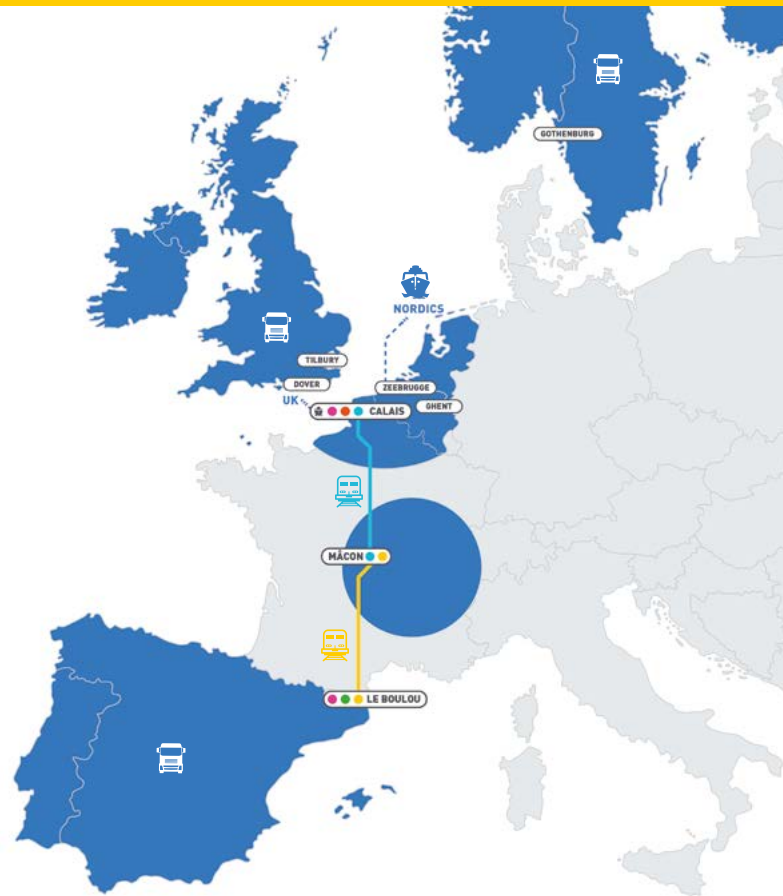 GOTHENBURG
NORDICS
TILBURY
DOVER
ZEEBRUGGE
UK
GHENT
CALAIS
MÂCON
LE BOULOU